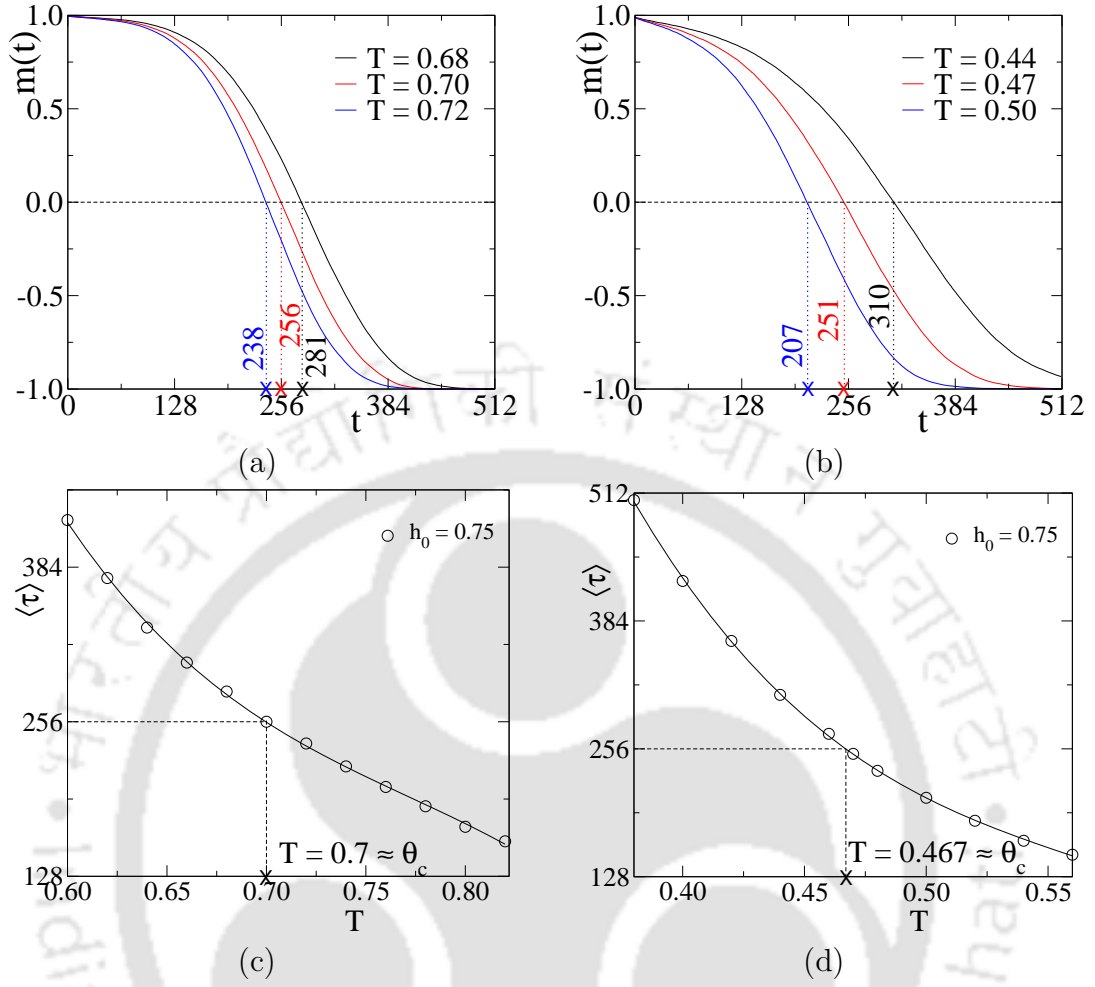 1.0
0.5
0.0
-0.5
-1.0
m(t)
T = 0.68
T = 0.70
T = 0.72
238
256
281
0 128 256 384 512
t
(a)
1.0
0.5
0.0
-0.5
-1.0
m(t)
T = 0.44
T = 0.47
T = 0.50
207
251
310
0 128 256 384 512
t
(b)
384
256
128
⟨τ⟩
h₀ = 0.75
T = 0.7 ≈ θc
0.60 0.65 0.70 0.75 0.80
T
(c)
512
384
256
128
⟨τ⟩
h₀ = 0.75
T = 0.467 ≈ θc
0.40 0.45 0.50 0.55
T
(d)